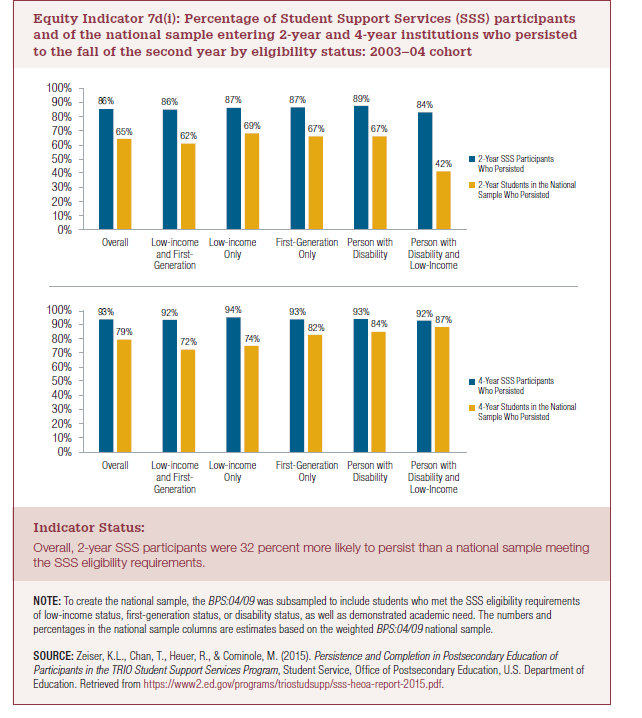 Equity Indicator 7d(i): Percentage of Student Support Services (SSS) participants
and of the national sample entering 2-year and 4-year institutions who persisted
to the fall of the second year by eligibility status: 2003–04 cohort
100%
90%
80%
70%
60%
50%
40%
30%
20%
10%
0%
86%
65%
86%
62%
87%
69%
87%
67%
89%
67%
84%
42%
2-Year SSS Participants
Who Persisted
2-Year Students in the National
Sample Who Persisted
Overall
Low-income
and First-
Generation
Low-income
Only
First-Generation
Only
Person with
Disability
Person with
Disability and
Low-Income
100%
90%
80%
70%
60%
50%
40%
30%
20%
10%
0%
93%
79%
92%
72%
94%
74%
93%
82%
93%
84%
92%
87%
4-Year SSS Participants
Who Persisted
4-Year Students in the National
Sample Who Persisted
Overall
Low-income
and First-
Generation
Low-income
Only
First-Generation
Only
Person with
Disability
Person with
Disability and
Low-Income
Indicator Status:
Overall, 2-year SSS participants were 32 percent more likely to persist than a national sample meeting
the SSS eligibility requirements.
NOTE: To create the national sample, the BPS:04/09 was subsampled to include students who met the SSS eligibility requirements
of low-income status, first-generation status, or disability status, as well as demonstrated academic need. The numbers and
percentages in the national sample columns are estimates based on the weighted BPS:04/09 national sample.
SOURCE: Zeiser, K.L., Chan, T., Heuer, R., & Cominole, M. (2015). Persistence and Completion in Postsecondary Education of
Participants in the TRIO Student Support Services Program, Student Service, Office of Postsecondary Education, U.S. Department of
Education. Retrieved from https://www2.ed.gov/programs/triostudsupp/sss-heoa-report-2015.pdf.